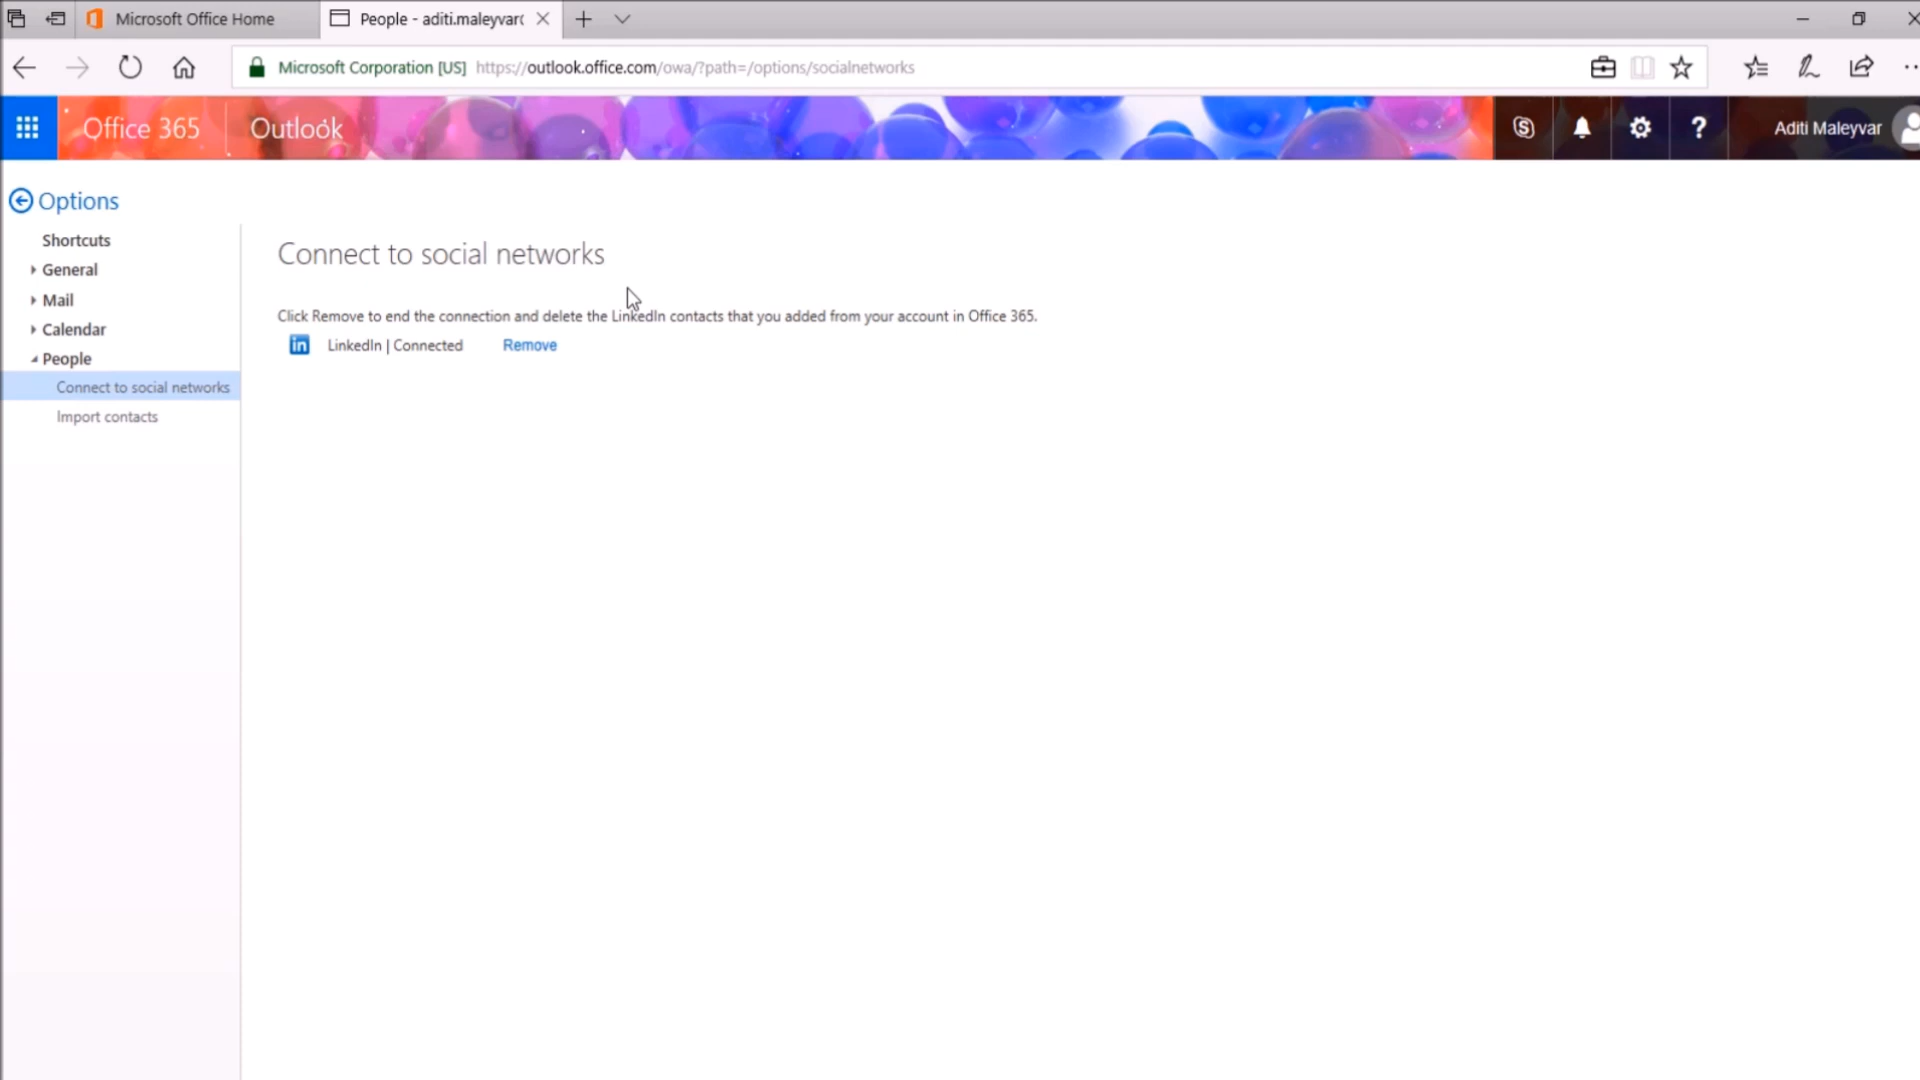 Microsoft Office Home
People - aditi.maleyvar(
Microsoft Corporation [US] https://outlook.office.com/owa/?path=/options/socialnetworks
Office 365
Outlook
Aditi Maleyvar
Options
Shortcuts
General
Mail
Calendar
People
Connect to social networks
Import contacts
Connect to social networks
Click Remove to end the connection and delete the LinkedIn contacts that you added from your account in Office 365.
in LinkedIn | Connected Remove